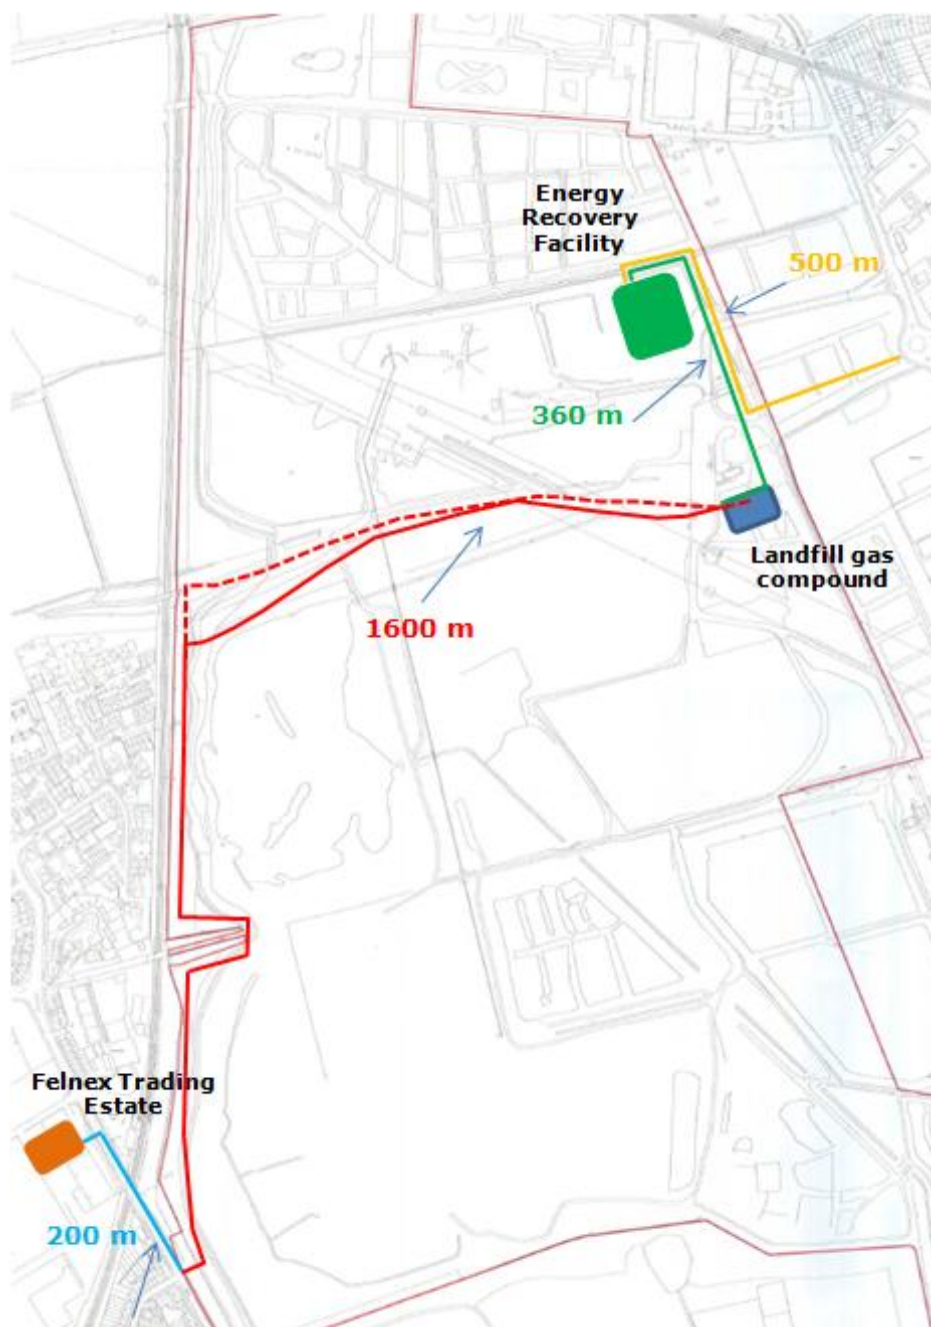 Energy
Recovery
Facility
500 m
360 m
Landfill gas
compound
1600 m
Felnex Trading
Estate
200 m